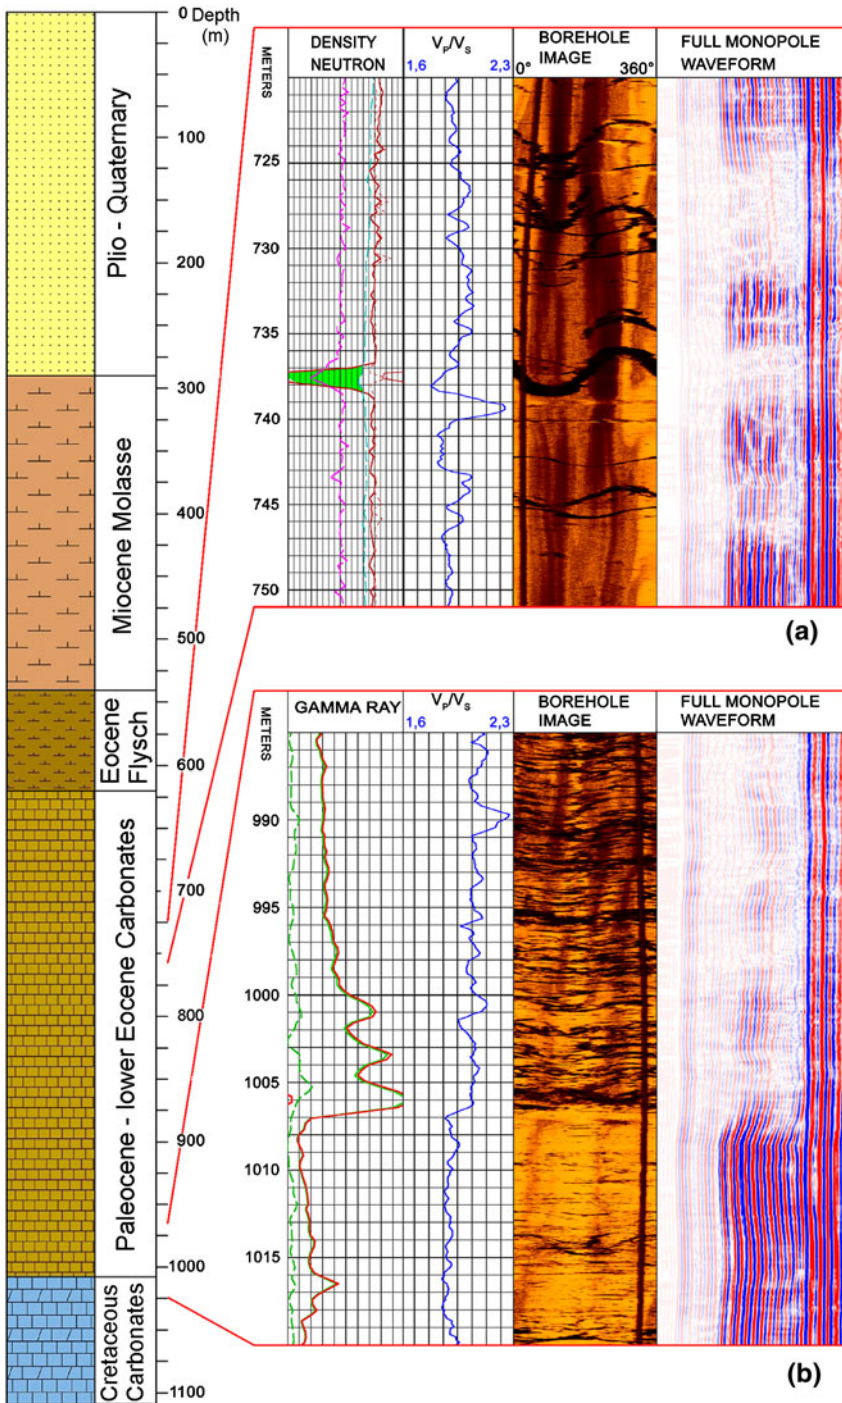 0 Depth
(m)
100
200
300
400
500
600
700
800
900
1000
1100
Plio - Quaternary
Miocene Molasse
Eocene
Flysch
Paleocene - lower Eocene Carbonates
Cretaceous
Carbonates
METERS
DENSITY
NEUTRON
VP/VS
1,6 2,3
BOREHOLE
IMAGE
0° 360°
FULL MONOPOLE
WAVEFORM
725
730
735
740
745
750
(a)
METERS
GAMMA RAY
VP/VS
1,6 2,3
BOREHOLE
IMAGE
FULL MONOPOLE
WAVEFORM
990
995
1000
1005
1010
1015
(b)